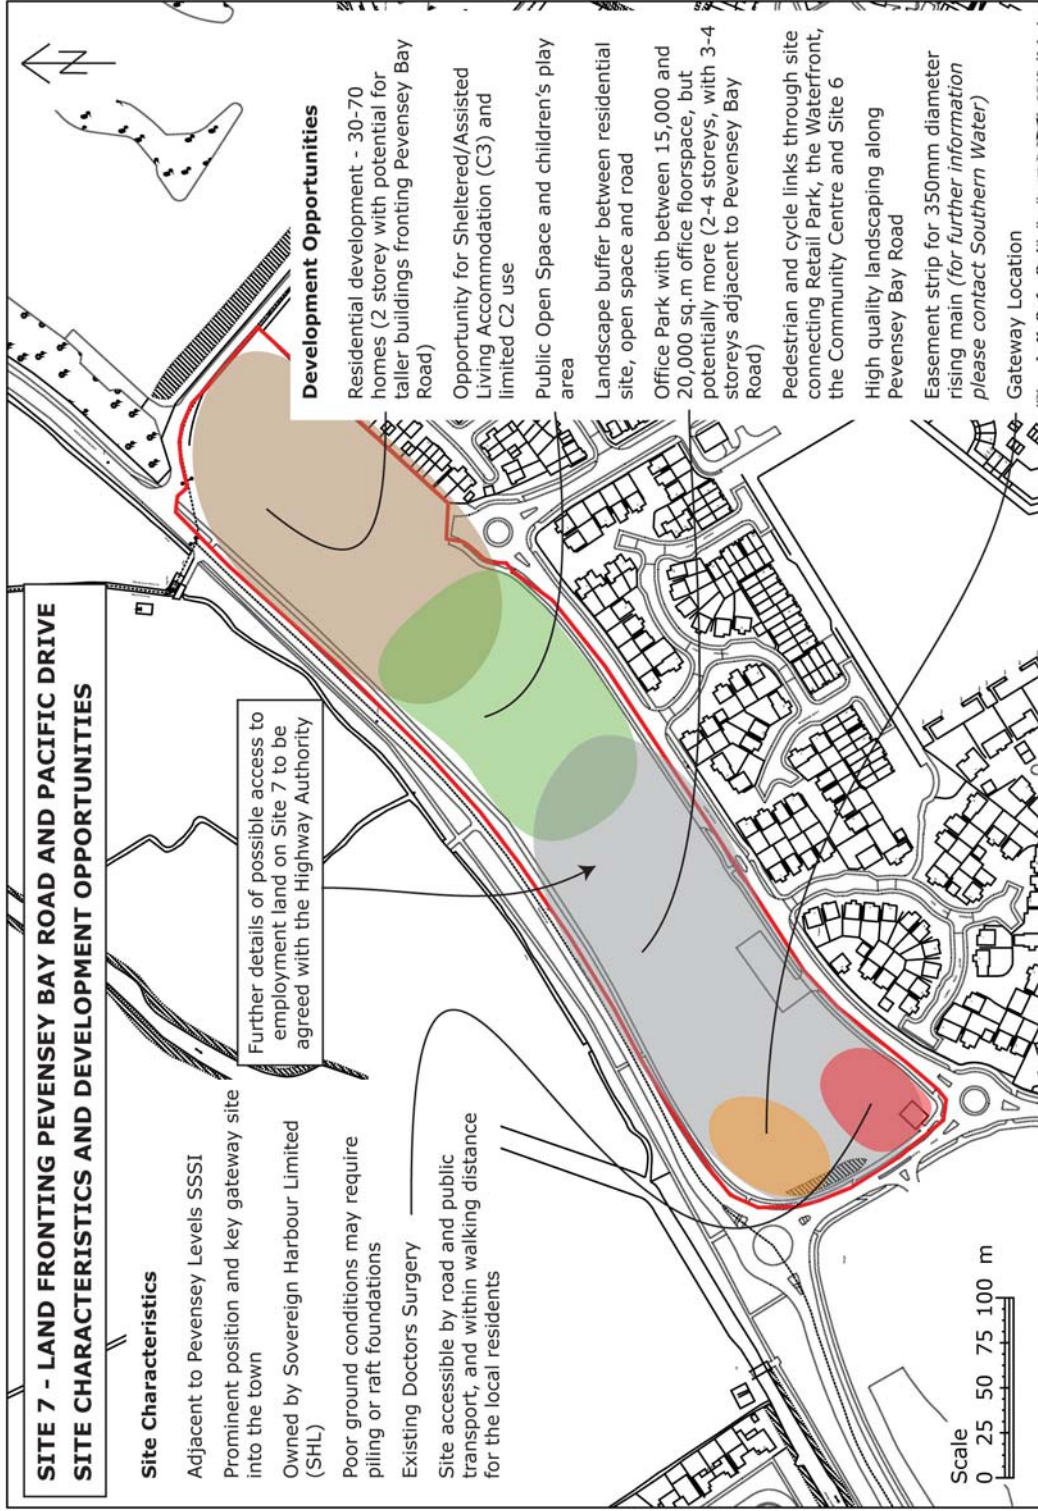 SITE 7 - LAND FRONTING PEVENSEY BAY ROAD AND PACIFIC DRIVE
SITE CHARACTERISTICS AND DEVELOPMENT OPPORTUNITIES
Site Characteristics
Adjacent to Pevensey Levels SSSI
Prominent position and key gateway site
into the town
Owned by Sovereign Harbour Limited
(SHL)
Poor ground conditions may require
piling or raft foundations
Existing Doctors Surgery
Site accessible by road and public
transport, and within walking distance
for the local residents
Further details of possible access to
employment land on Site 7 to be
agreed with the Highway Authority
N
Development Opportunities
Residential development - 30-70
homes (2 storey with potential for
taller buildings fronting Pevensey Bay
Road)
Opportunity for Sheltered/Assisted
Living Accommodation (C3) and
limited C2 use
Public Open Space and children's play
area
Landscape buffer between residential
site, open space and road
Office Park with between 15,000 and
20,000 sq.m office floorspace, but
potentially more (2-4 storeys, with 3-4
storeys adjacent to Pevensey Bay
Road)
Pedestrian and cycle links through site
connecting Retail Park, the Waterfront,
the Community Centre and Site 6
High quality landscaping along
Pevensey Bay Road
Easement strip for 350mm diameter
rising main (for further information
please contact Southern Water)
Gateway Location
Scale
0 25 50 75 100 m